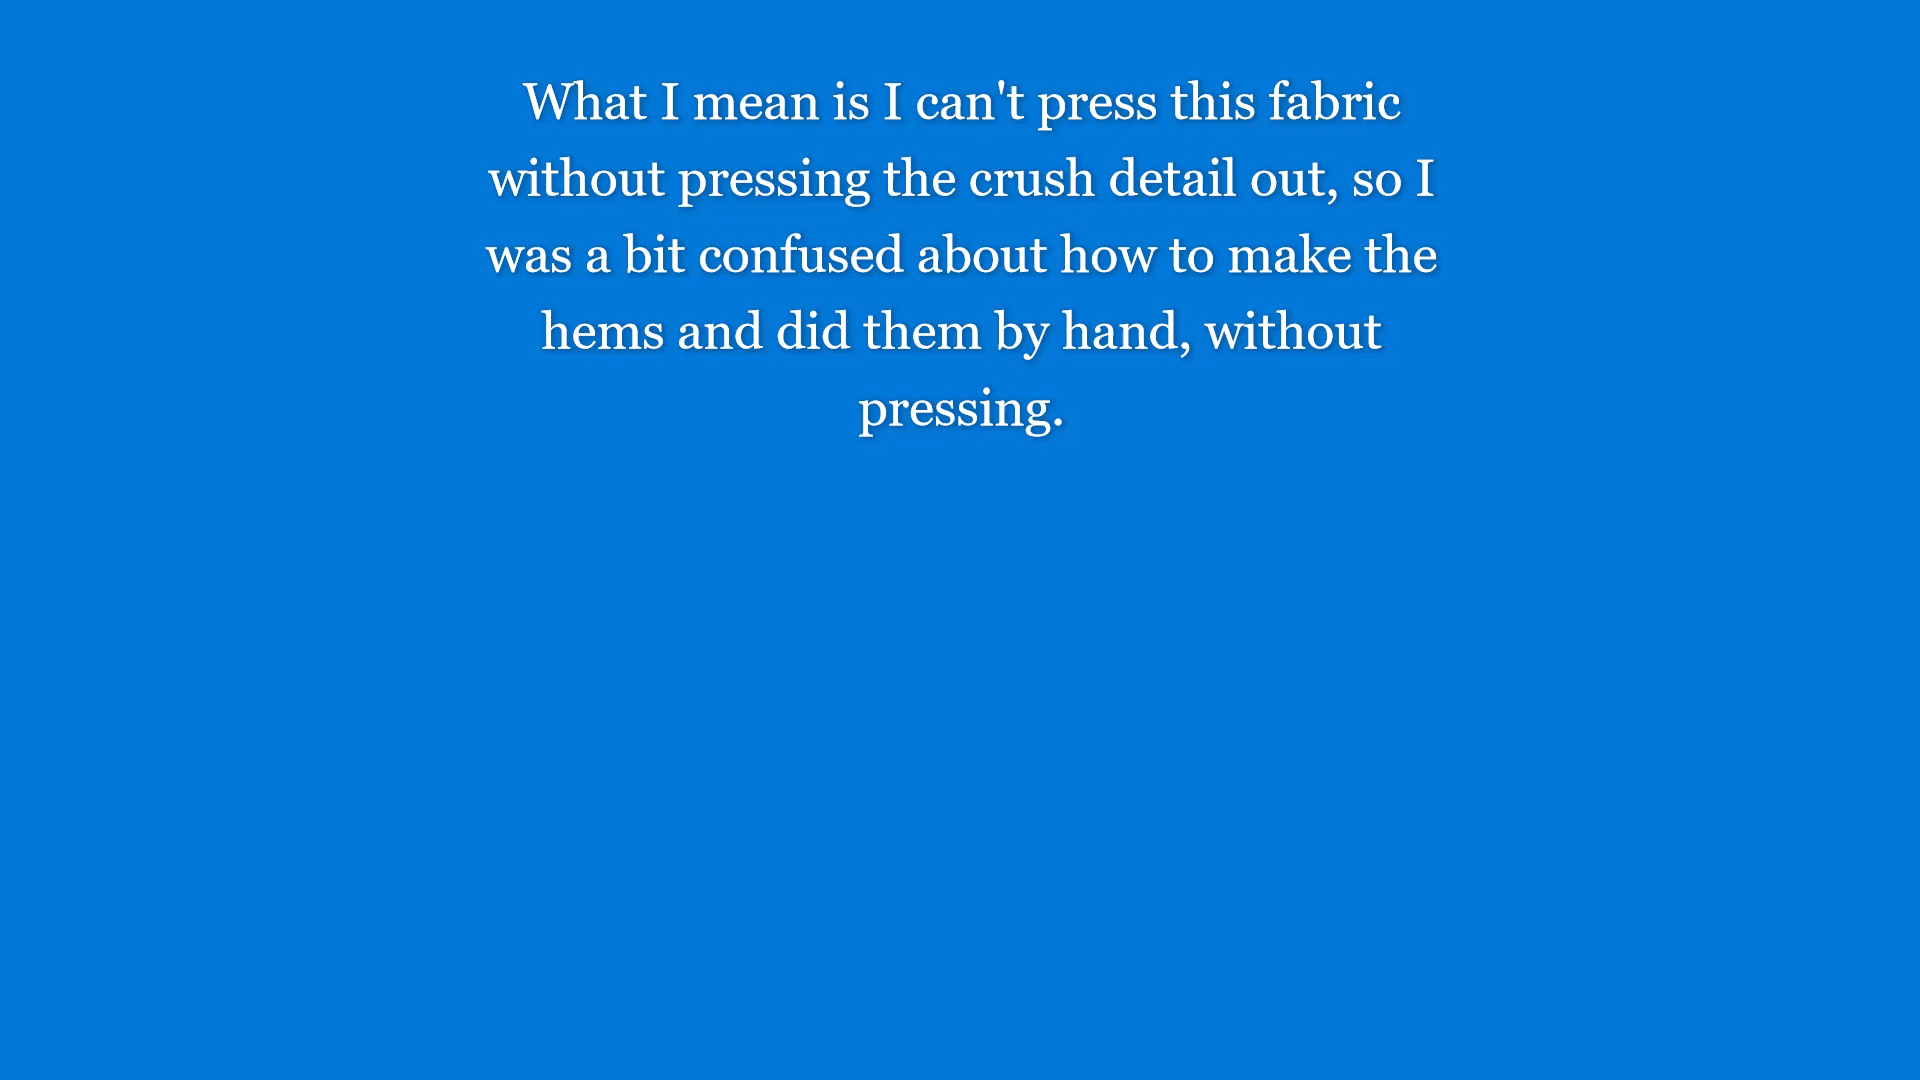 What I mean is I can't press this fabric
without pressing the crush detail out, so I
was a bit confused about how to make the
hems and did them by hand, without
pressing.